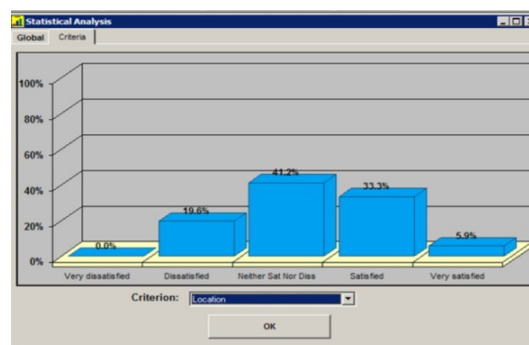 Statistical Analysis
Global Criteria
100%
80%
60%
40%
20%
0%
0.0%
19.6%
41.2%
33.3%
5.9%
Very dissatisfied Dissatisfied Neither Sat Nor Diss Satisfied Very satisfied
Criterion: Location
OK